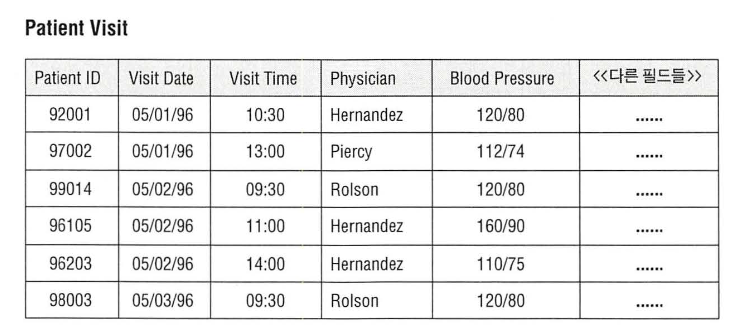 Patient Visit
Patient ID Visit Date Visit Time Physician Blood Pressure <<다른 필드들>>
92001 05/01/96 10:30 Hernandez 120/80 ......
97002 05/01/96 13:00 Piercy 112/74 ......
99014 05/02/96 09:30 Rolson 120/80 ......
96105 05/02/96 11:00 Hernandez 160/90 ......
96203 05/02/96 14:00 Hernandez 110/75 ......
98003 05/03/96 09:30 Rolson 120/80 ......